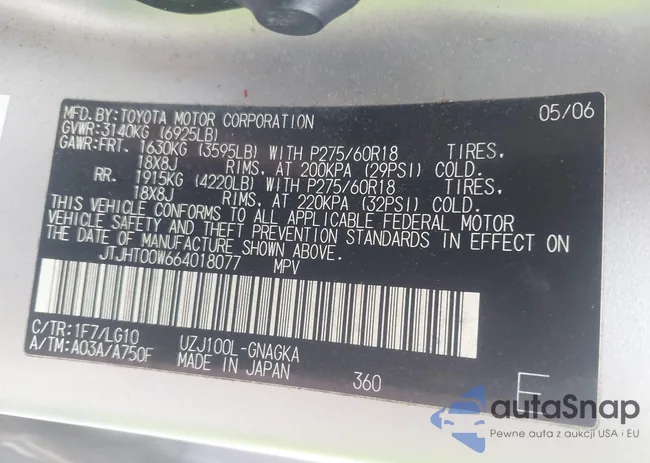 MFD. BY: TOYOTA MOTOR CORPORATION 05/06
GVWR: 3140KG (6925LB)
GAWR: FRT. 1630KG (3595LB) WITH P275/60R18 TIRES,
18X8J RIMS, AT 200KPA (29PSI) COLD.
RR. 1915KG (4220LB) WITH P275/60R18 TIRES,
18X8J RIMS, AT 220KPA (32PSI) COLD.
THIS VEHICLE CONFORMS TO ALL APPLICABLE FEDERAL MOTOR
VEHICLE SAFETY AND THEFT PREVENTION STANDARDS IN EFFECT ON
THE DATE OF MANUFACTURE SHOWN ABOVE.
JTJHT00W664018077 MPV
C/TR: 1F7/LG10 UZJ100L-GNAGKA
A/TM: A03A/A750F MADE IN JAPAN 360 E
autaSnap
Pewne auta z aukcji USA i EU